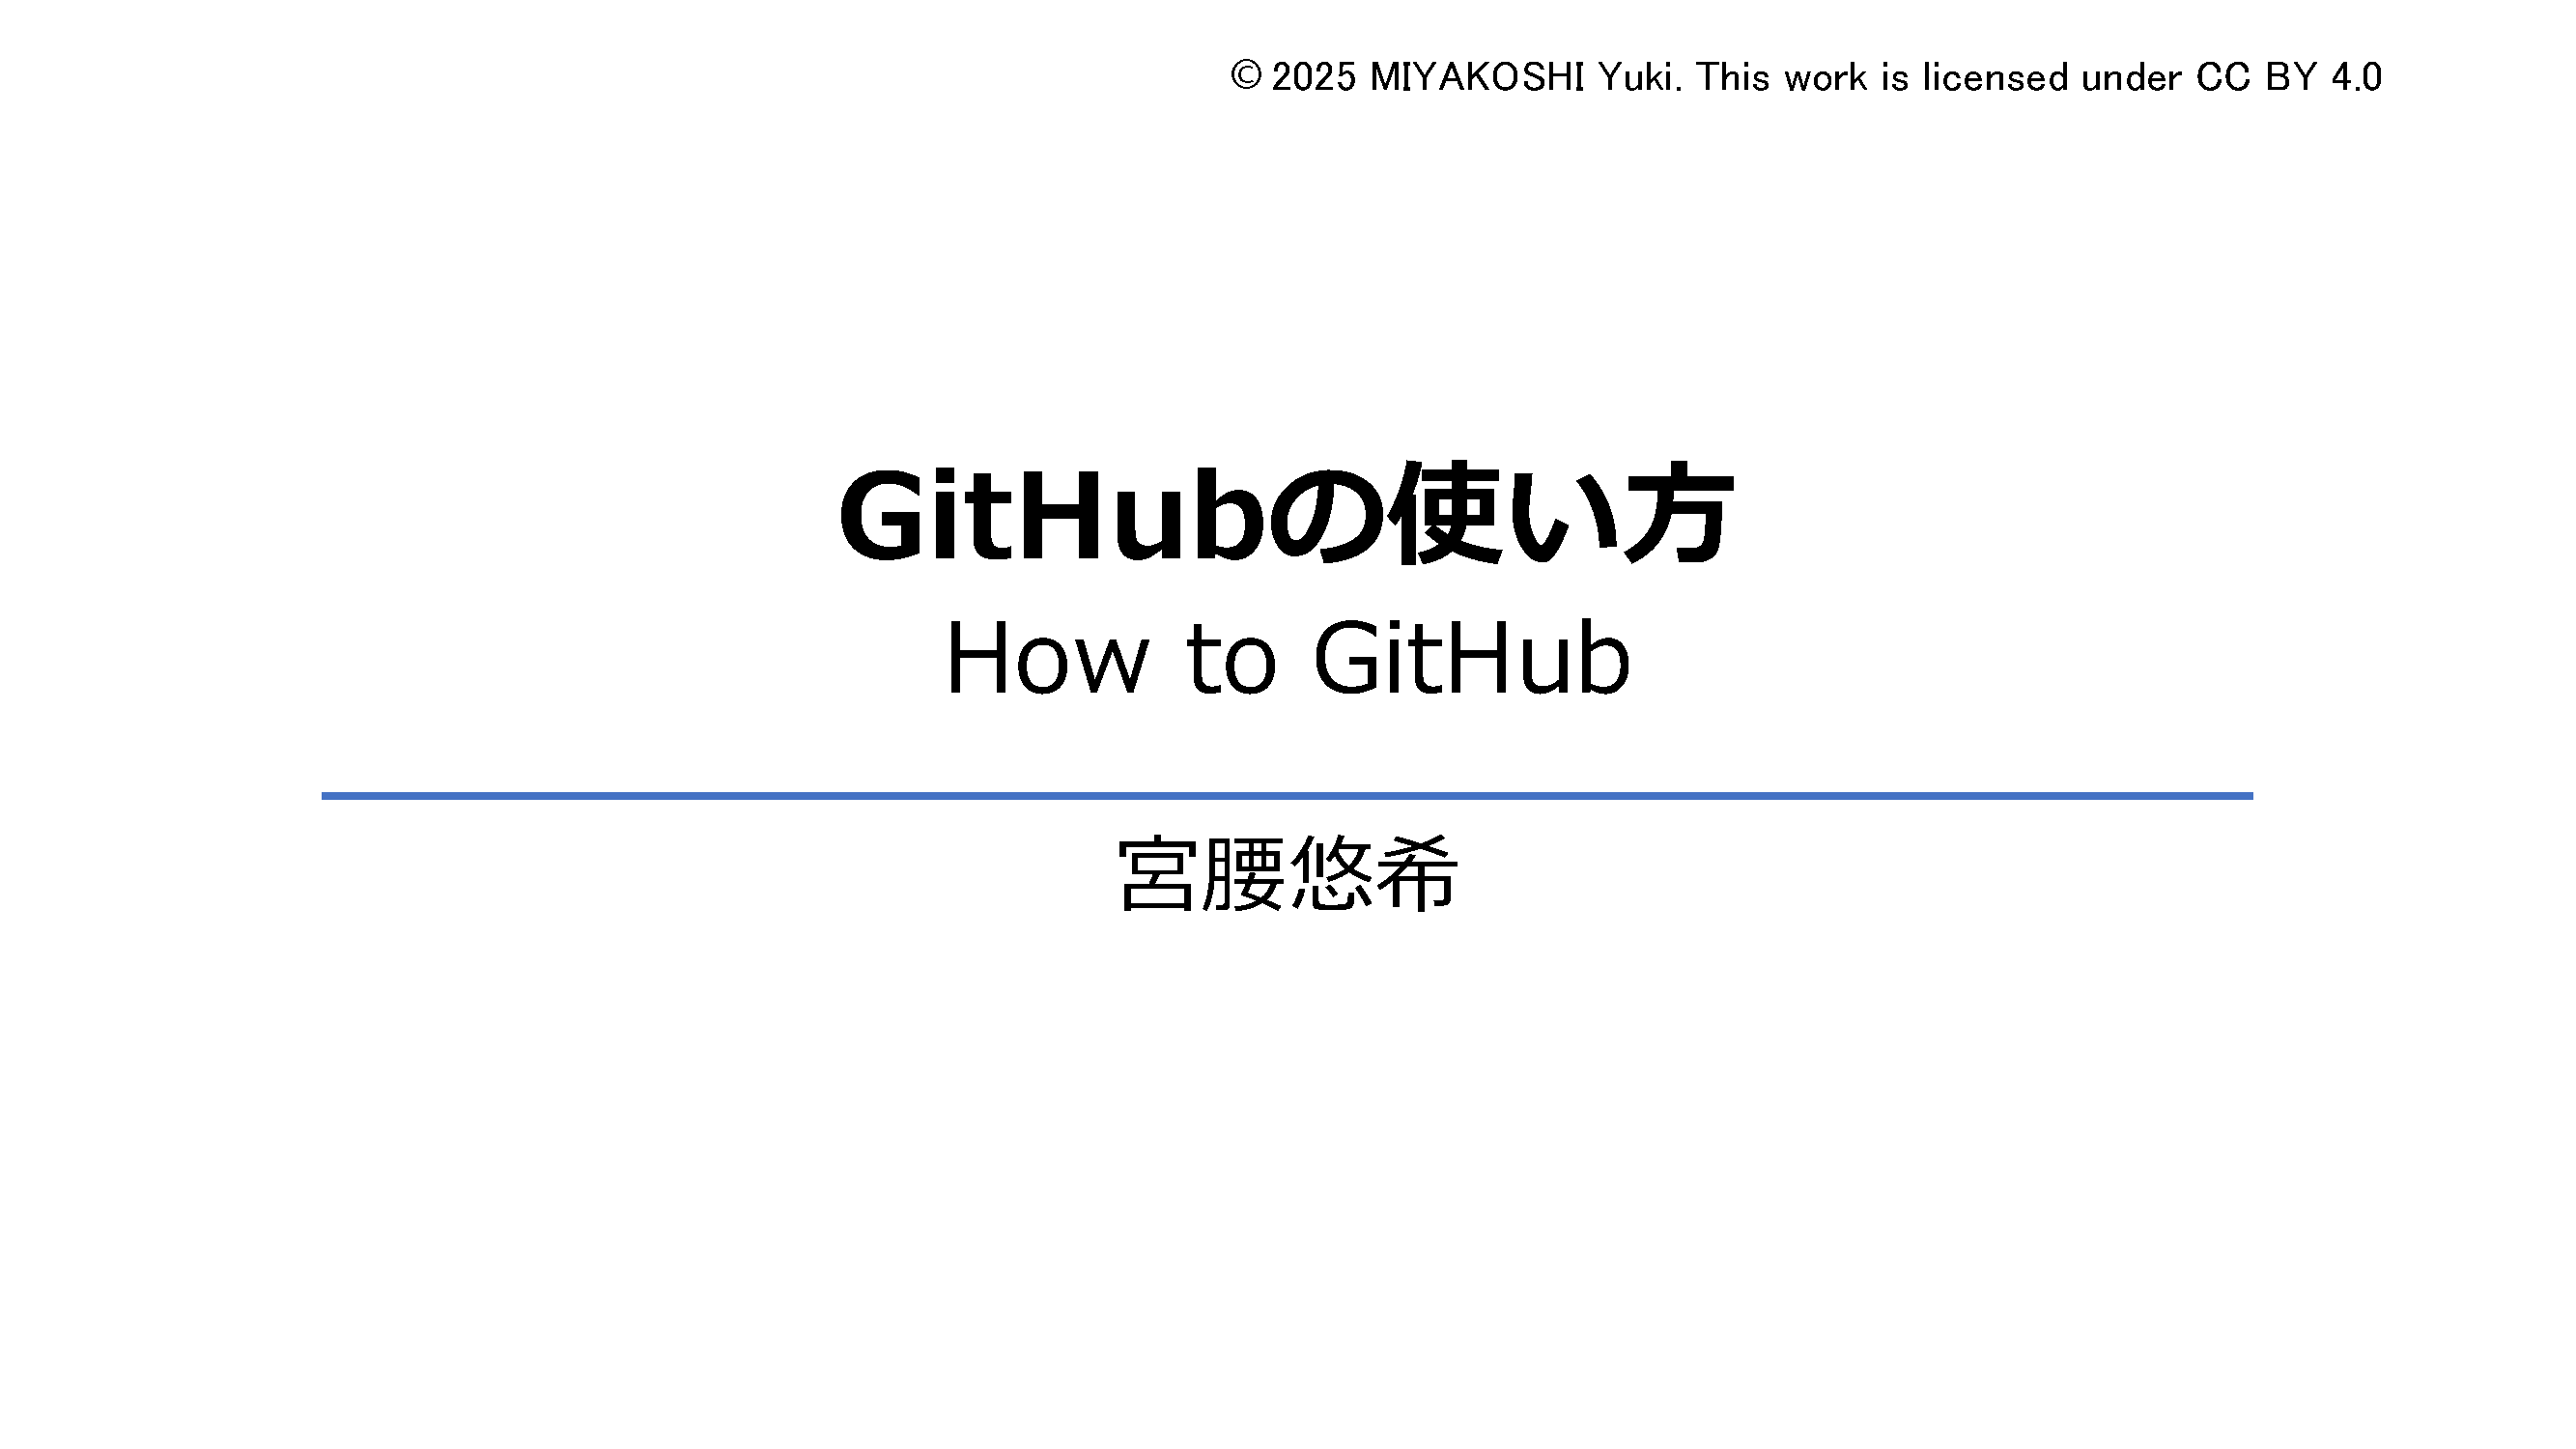 © 2025 MIYAKOSHI Yuki. This work is licensed under CC BY 4.0
GitHubの使い方
How to GitHub
宮腰悠希